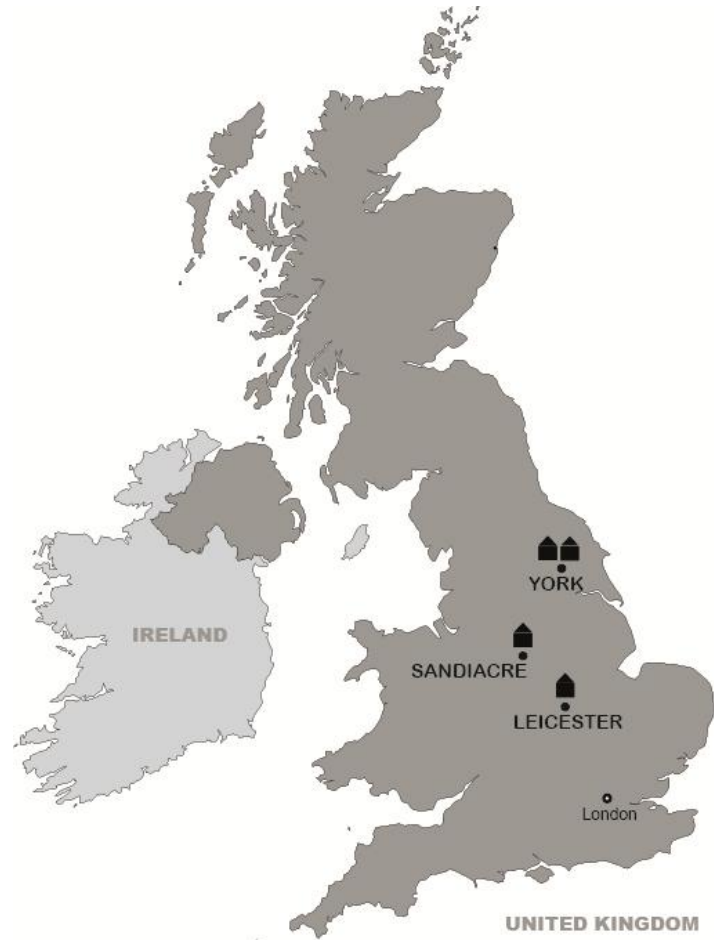 YORK
IRELAND
SANDIACRE
LEICESTER
London
UNITED KINGDOM